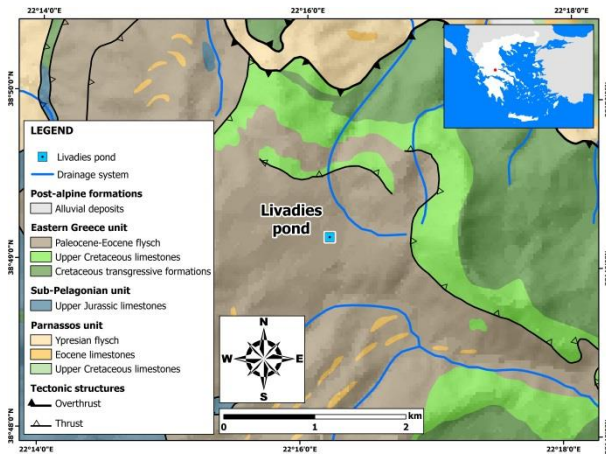 22°14'0"E
22°16'0"E
22°18'0"E
38°50'0"N
38°49'0"N
38°48'0"N
LEGEND
Livadies pond
Drainage system
Post-alpine formations
Alluvial deposits
Eastern Greece unit
Paleocene-Eocene flysch
Upper Cretaceous limestones
Cretaceous transgressive formations
Sub-Pelagonian unit
Upper Jurassic limestones
Parnassos unit
Ypresian flysch
Eocene limestones
Upper Cretaceous limestones
Tectonic structures
Overthrust
Thrust
Livadies
pond
N
W
E
S
km
0
1
2
22°14'0"E
22°16'0"E
22°18'0"E